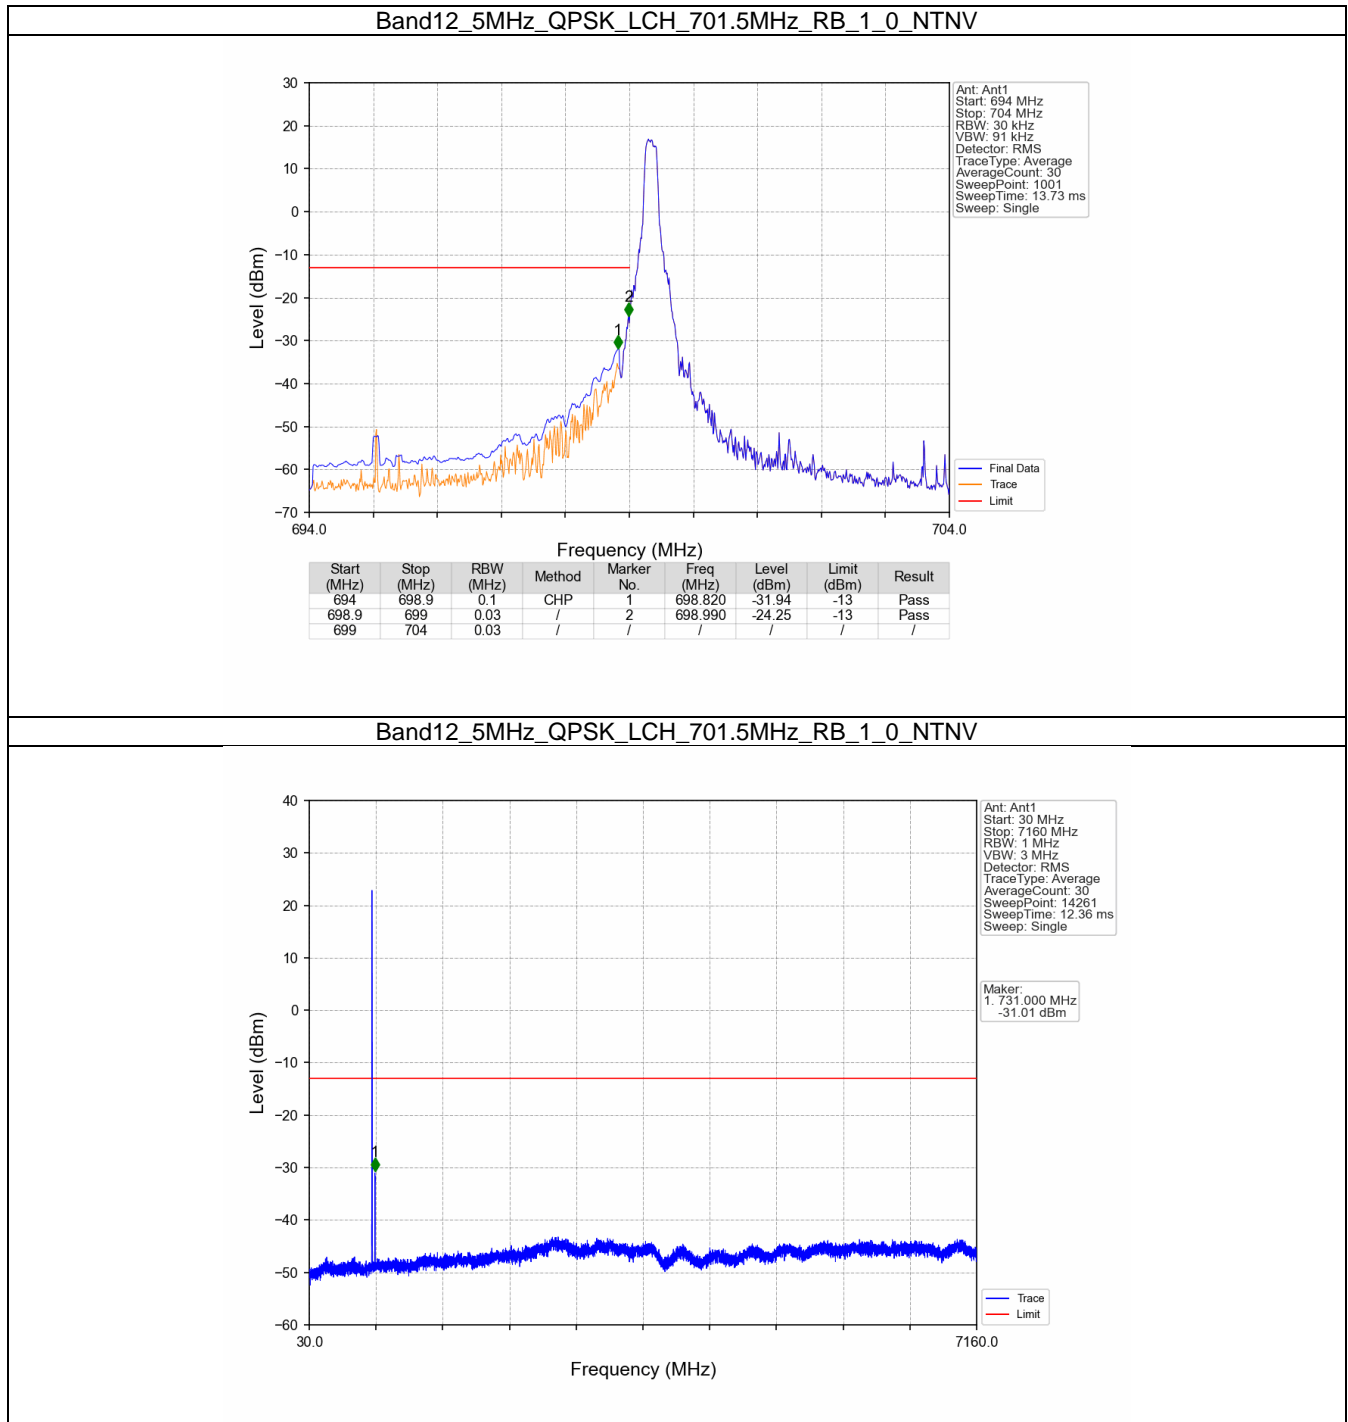 Band12_5MHz_QPSK_LCH_701.5MHz_RB_1_0_NTNV
30
20
10
0
−10
−20
−30
−40
−50
−60
−70
Level (dBm)
2
1
694.0
704.0
Frequency (MHz)
Ant: Ant1
Start: 694 MHz
Stop: 704 MHz
RBW: 30 kHz
VBW: 91 kHz
Detector: RMS
TraceType: Average
AverageCount: 30
SweepPoint: 1001
SweepTime: 13.73 ms
Sweep: Single
Final Data
Trace
Limit
Start (MHz) Stop (MHz) RBW (MHz) Method Marker No. Freq (MHz) Level (dBm) Limit (dBm) Result
694 698.9 0.1 CHP 1 698.820 -31.94 -13 Pass
698.9 699 0.03 / 2 698.990 -24.25 -13 Pass
699 704 0.03 / / / / / /
Band12_5MHz_QPSK_LCH_701.5MHz_RB_1_0_NTNV
40
30
20
10
0
−10
−20
−30
−40
−50
−60
Level (dBm)
1
30.0
7160.0
Frequency (MHz)
Ant: Ant1
Start: 30 MHz
Stop: 7160 MHz
RBW: 1 MHz
VBW: 3 MHz
Detector: RMS
TraceType: Average
AverageCount: 30
SweepPoint: 14261
SweepTime: 12.36 ms
Sweep: Single
Maker:
1. 731.000 MHz
-31.01 dBm
Trace
Limit